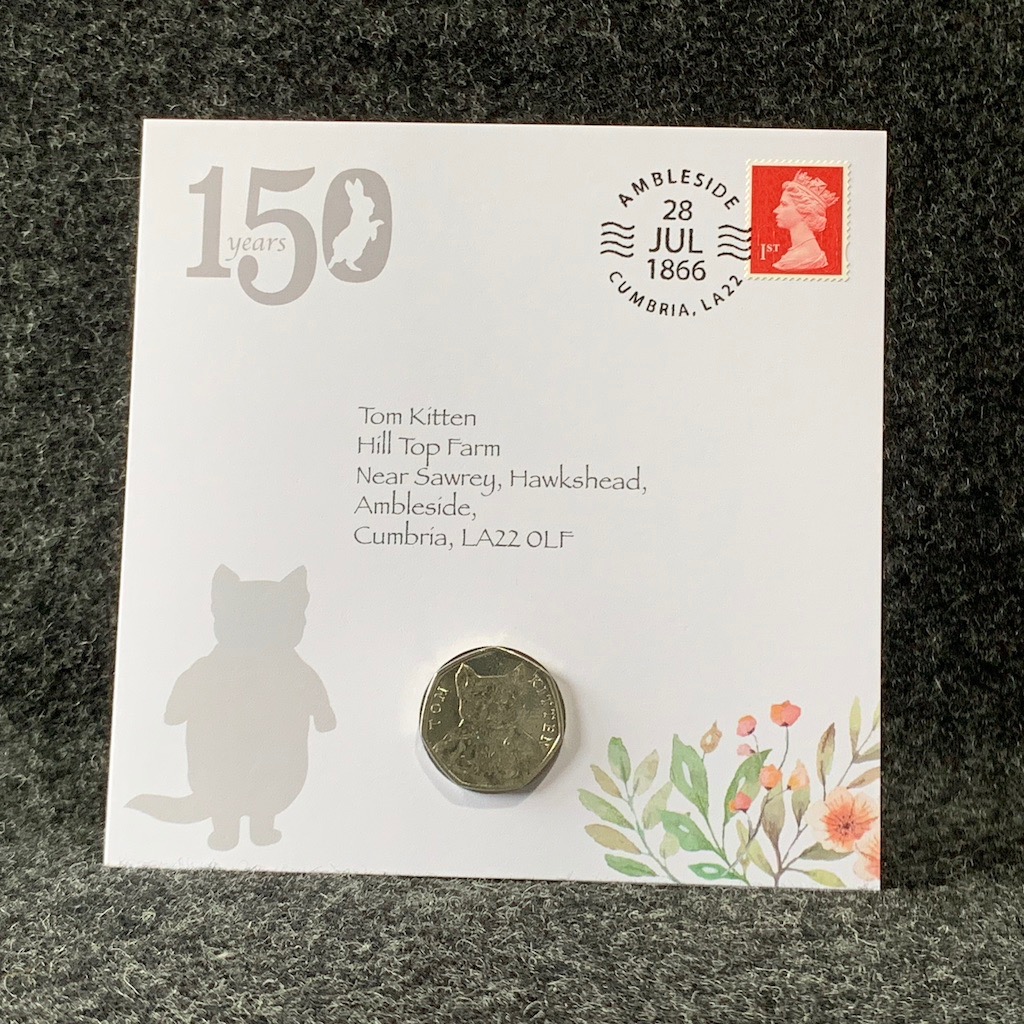 150
years
AMBLESIDE
28
JUL
1866
CUMBRIA, LA22
1ST
Tom Kitten
Hill Top Farm
Near Sawrey, Hawkshead,
Ambleside,
Cumbria, LA22 0LF
TOM KITTEN